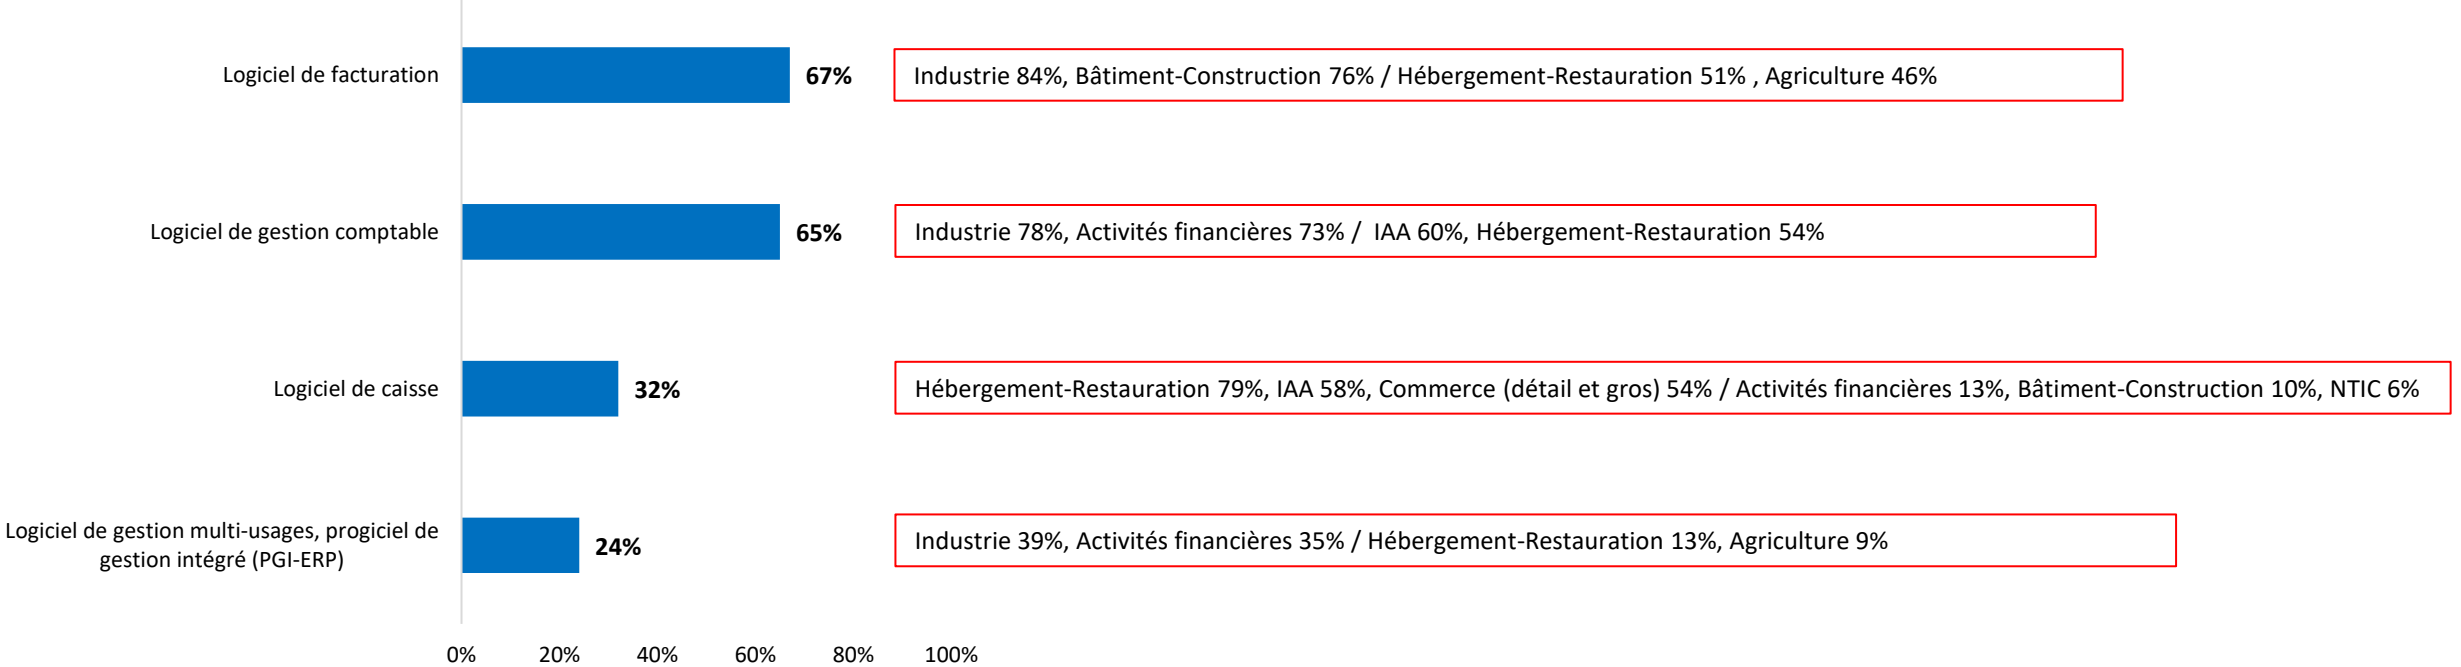 Logiciel de facturation
67%
Industrie 84%, Bâtiment-Construction 76% / Hébergement-Restauration 51% , Agriculture 46%
Logiciel de gestion comptable
65%
Industrie 78%, Activités financières 73% /  IAA 60%, Hébergement-Restauration 54%
Logiciel de caisse
32%
Hébergement-Restauration 79%, IAA 58%, Commerce (détail et gros) 54% / Activités financières 13%, Bâtiment-Construction 10%, NTIC 6%
Logiciel de gestion multi-usages, progiciel de
gestion intégré (PGI-ERP)
24%
Industrie 39%, Activités financières 35% / Hébergement-Restauration 13%, Agriculture 9%
0% 20% 40% 60% 80% 100%